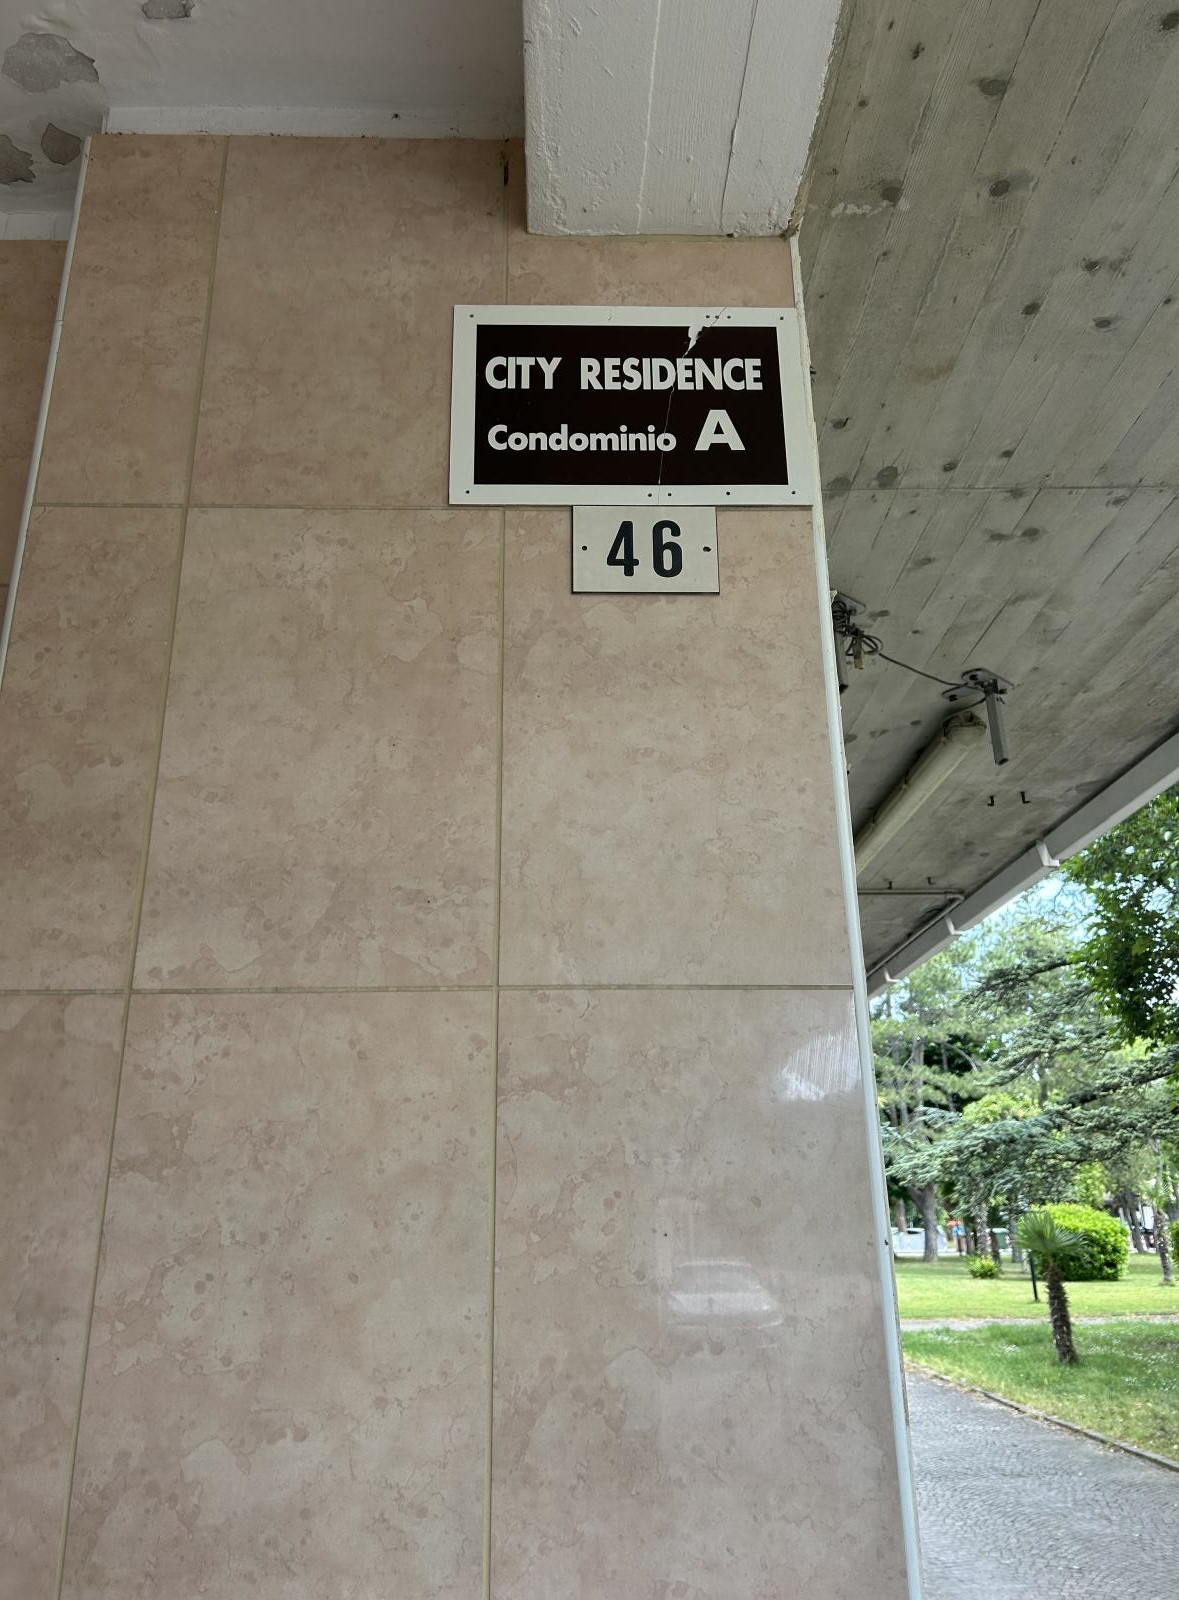 CITY RESIDENCE
Condominio A
46